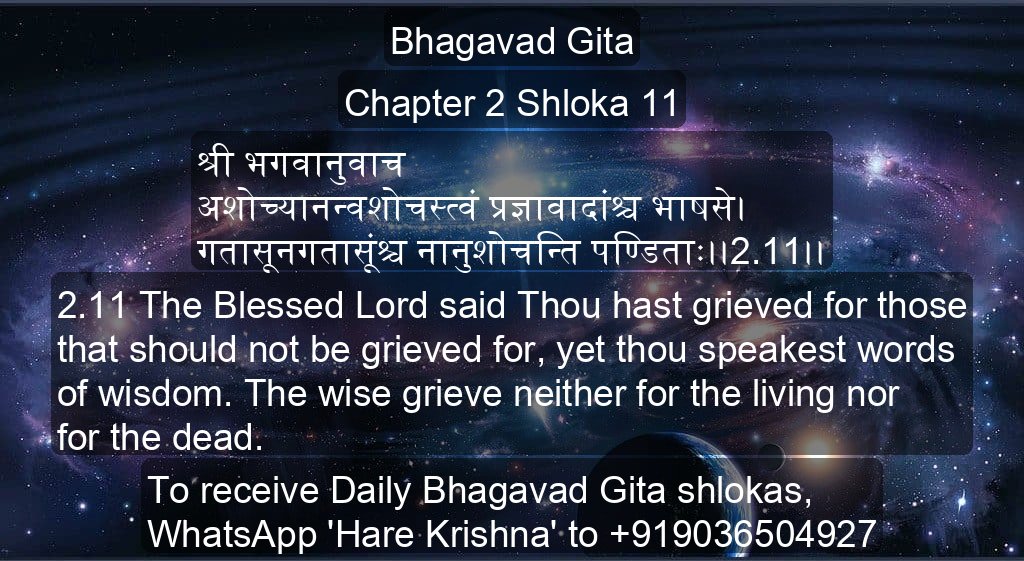 Bhagavad Gita
Chapter 2 Shloka 11
श्री भगवानुवाच
अशोच्यानन्वशोचस्त्वं प्रज्ञावादांश्च भाषसे।
गतासूनगतासूंश्च नानुशोचन्ति पण्डिताः।।2.11।।
2.11 The Blessed Lord said Thou hast grieved for those
that should not be grieved for, yet thou speakest words
of wisdom. The wise grieve neither for the living nor
for the dead.
To receive Daily Bhagavad Gita shlokas,
WhatsApp 'Hare Krishna' to +919036504927